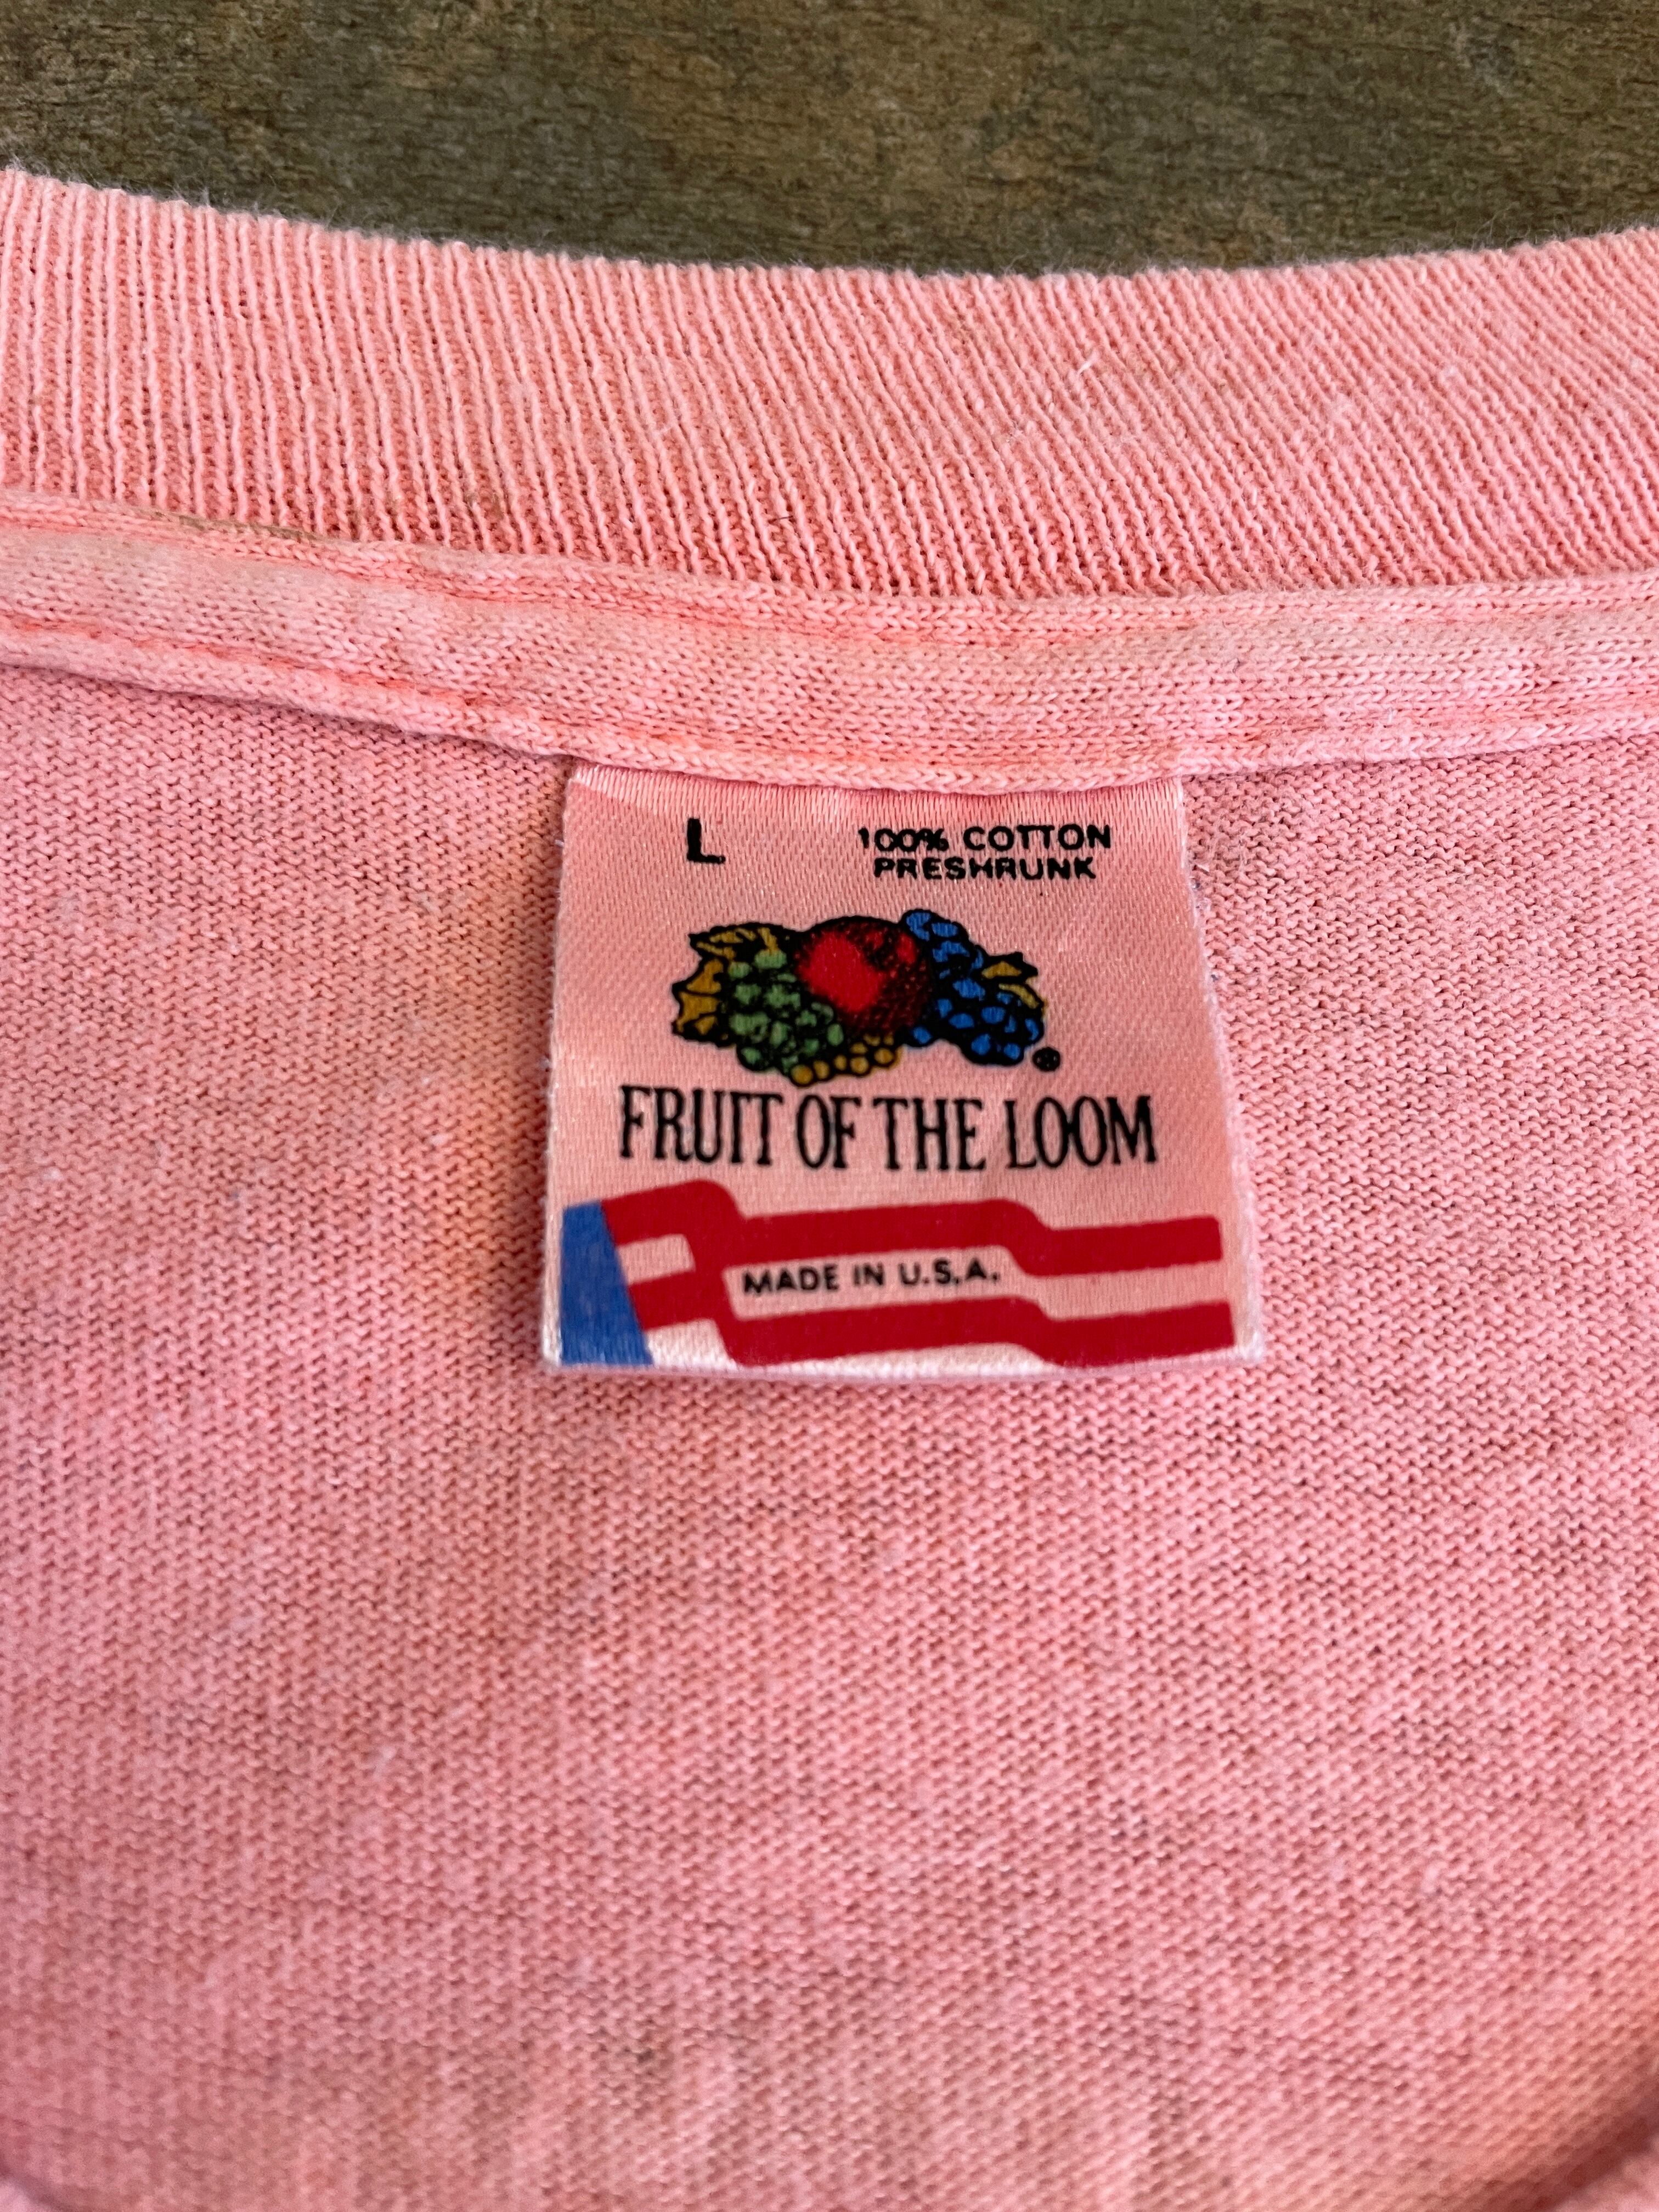 L
100% COTTON
PRESHRUNK
®
FRUIT OF THE LOOM
MADE IN U.S.A.